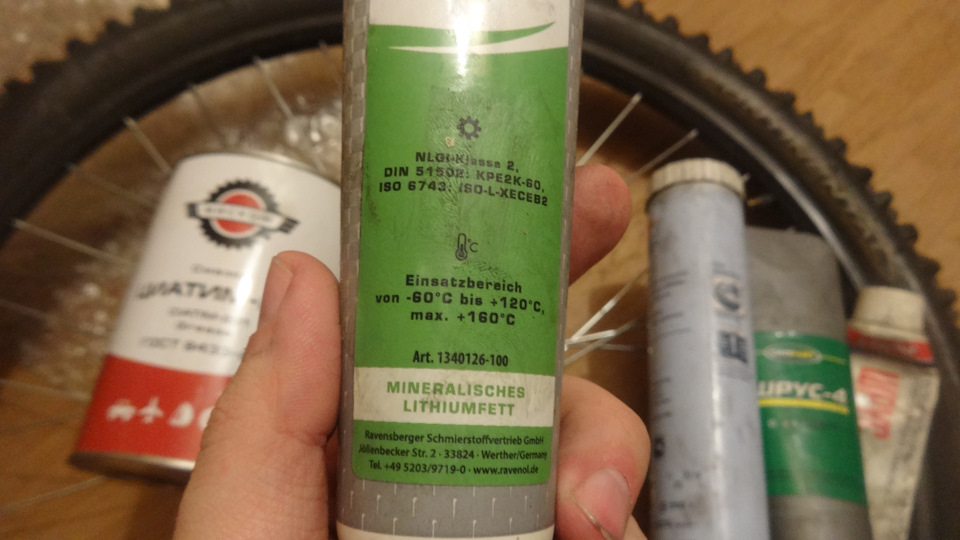 NLGI-Klasse 2,
DIN 51502: KPE2K-60,
ISO 6743: ISO-L-XECEB2
°C
Einsatzbereich
von -60°C bis +120°C,
max. +160°C
Art. 1340126-100
MINERALISCHES
LITHIUMFETT
Ravensberger Schmierstoffvertrieb GmbH
Jöllenbecker Str. 2 · 33824 · Werther/Germany
Tel. +49 5203/9719-0 · www.ravenol.de
ЦИАТИМ-
ГОСТ
ШРУС-4